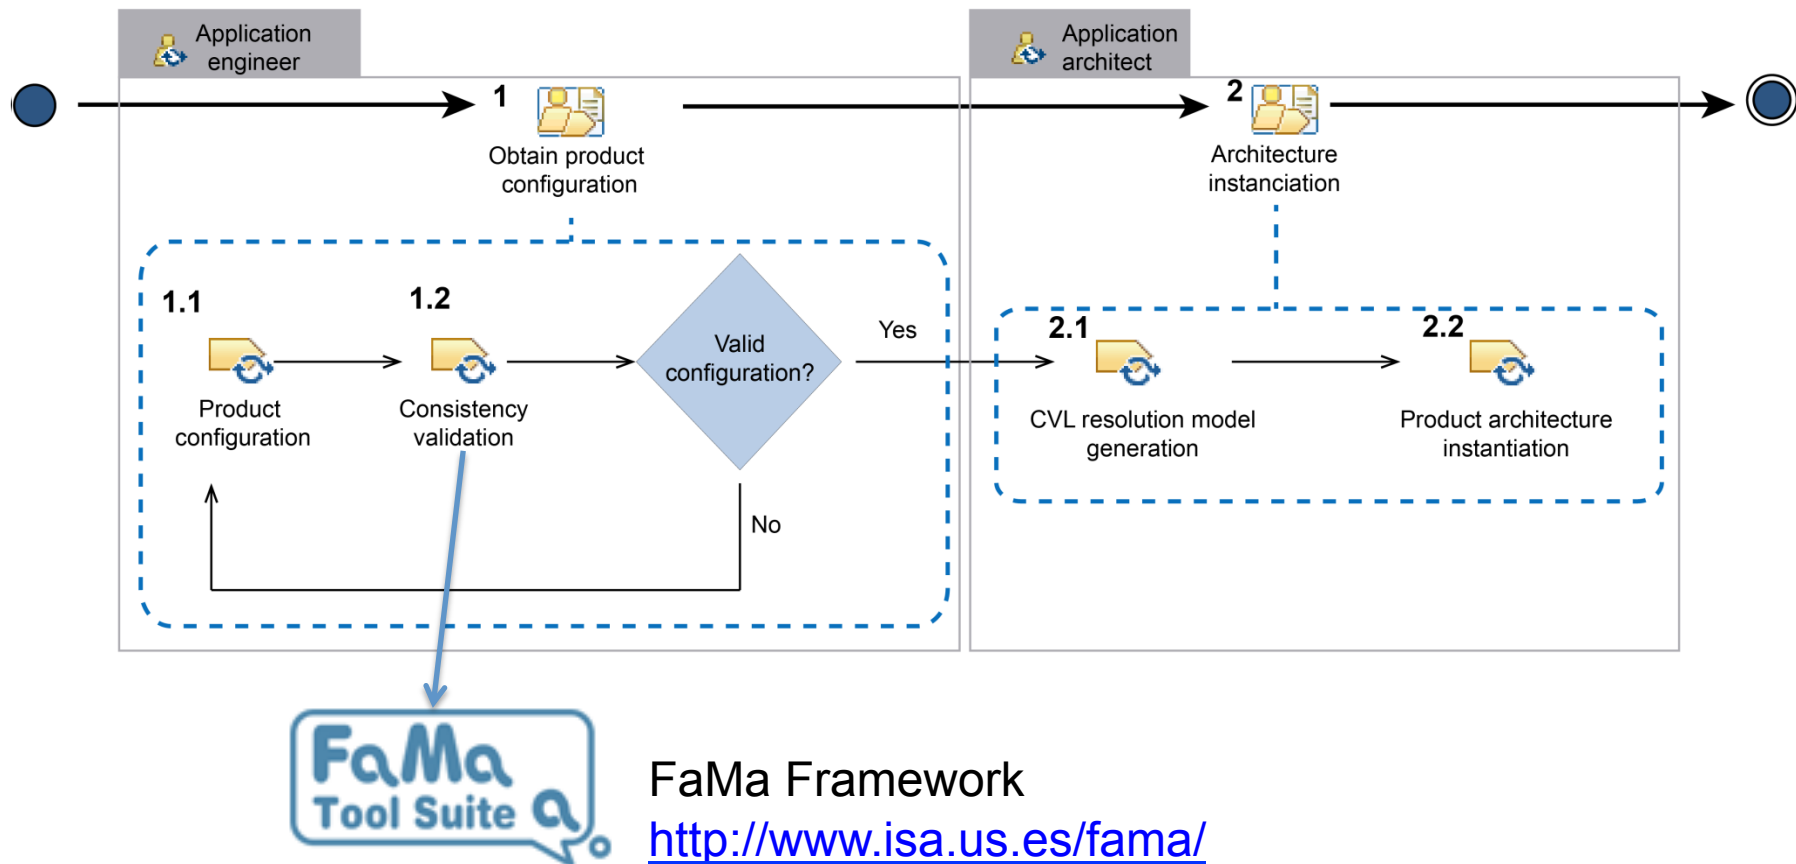 Application
engineer
Application
architect
1
2
Obtain product
configuration
Architecture
instanciation
1.1
1.2
Valid
configuration?
Yes
2.1
2.2
Product
configuration
Consistency
validation
CVL resolution model
generation
Product architecture
instantiation
No
FaMa
Tool Suite
FaMa Framework
http://www.isa.us.es/fama/